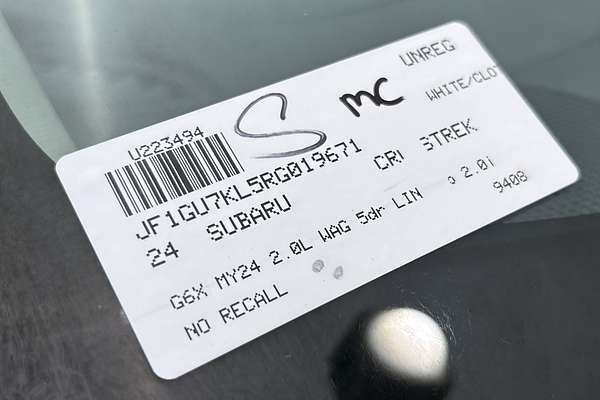 UNREG
U223494 S MC WHITE/CLOT
JF1GU7KL5RG019671
24 SUBARU CRI STREK
G6X MY24 2.0L WAG 5dr LIN 2.0i
NO RECALL 9408